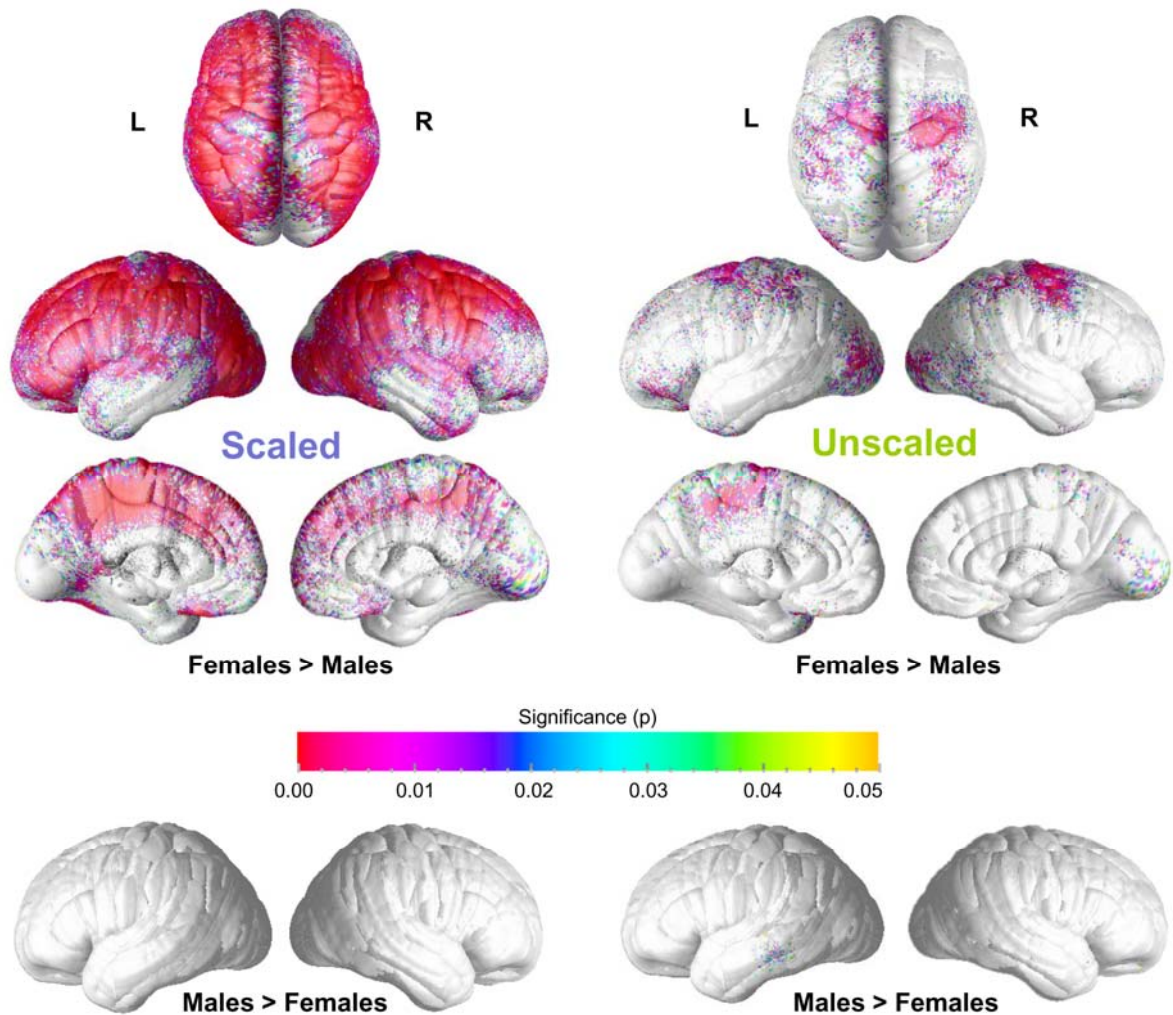 L R L R
Scaled Unscaled
Females > Males Females > Males
Significance (p)
0.00 0.01 0.02 0.03 0.04 0.05
Males > Females Males > Females